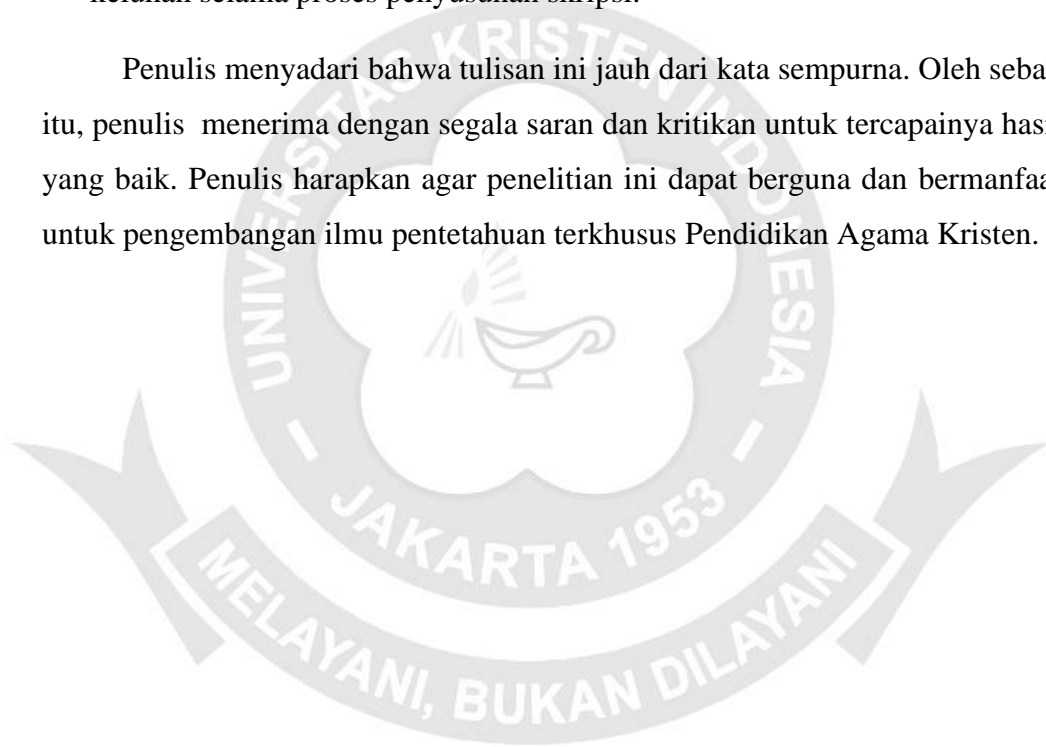 keluhan selama proses penyusunan skripsi.
Penulis menyadari bahwa tulisan ini jauh dari kata sempurna. Oleh seba
itu, penulis menerima dengan segala saran dan kritikan untuk tercapainya has
yang baik. Penulis harapkan agar penelitian ini dapat berguna dan bermanfaa
untuk pengembangan ilmu pentetahuan terkhusus Pendidikan Agama Kristen.
UNIVERSITAS KRISTEN INDONESIA
JAKARTA 1953
MELAYANI, BUKAN DILAYANI